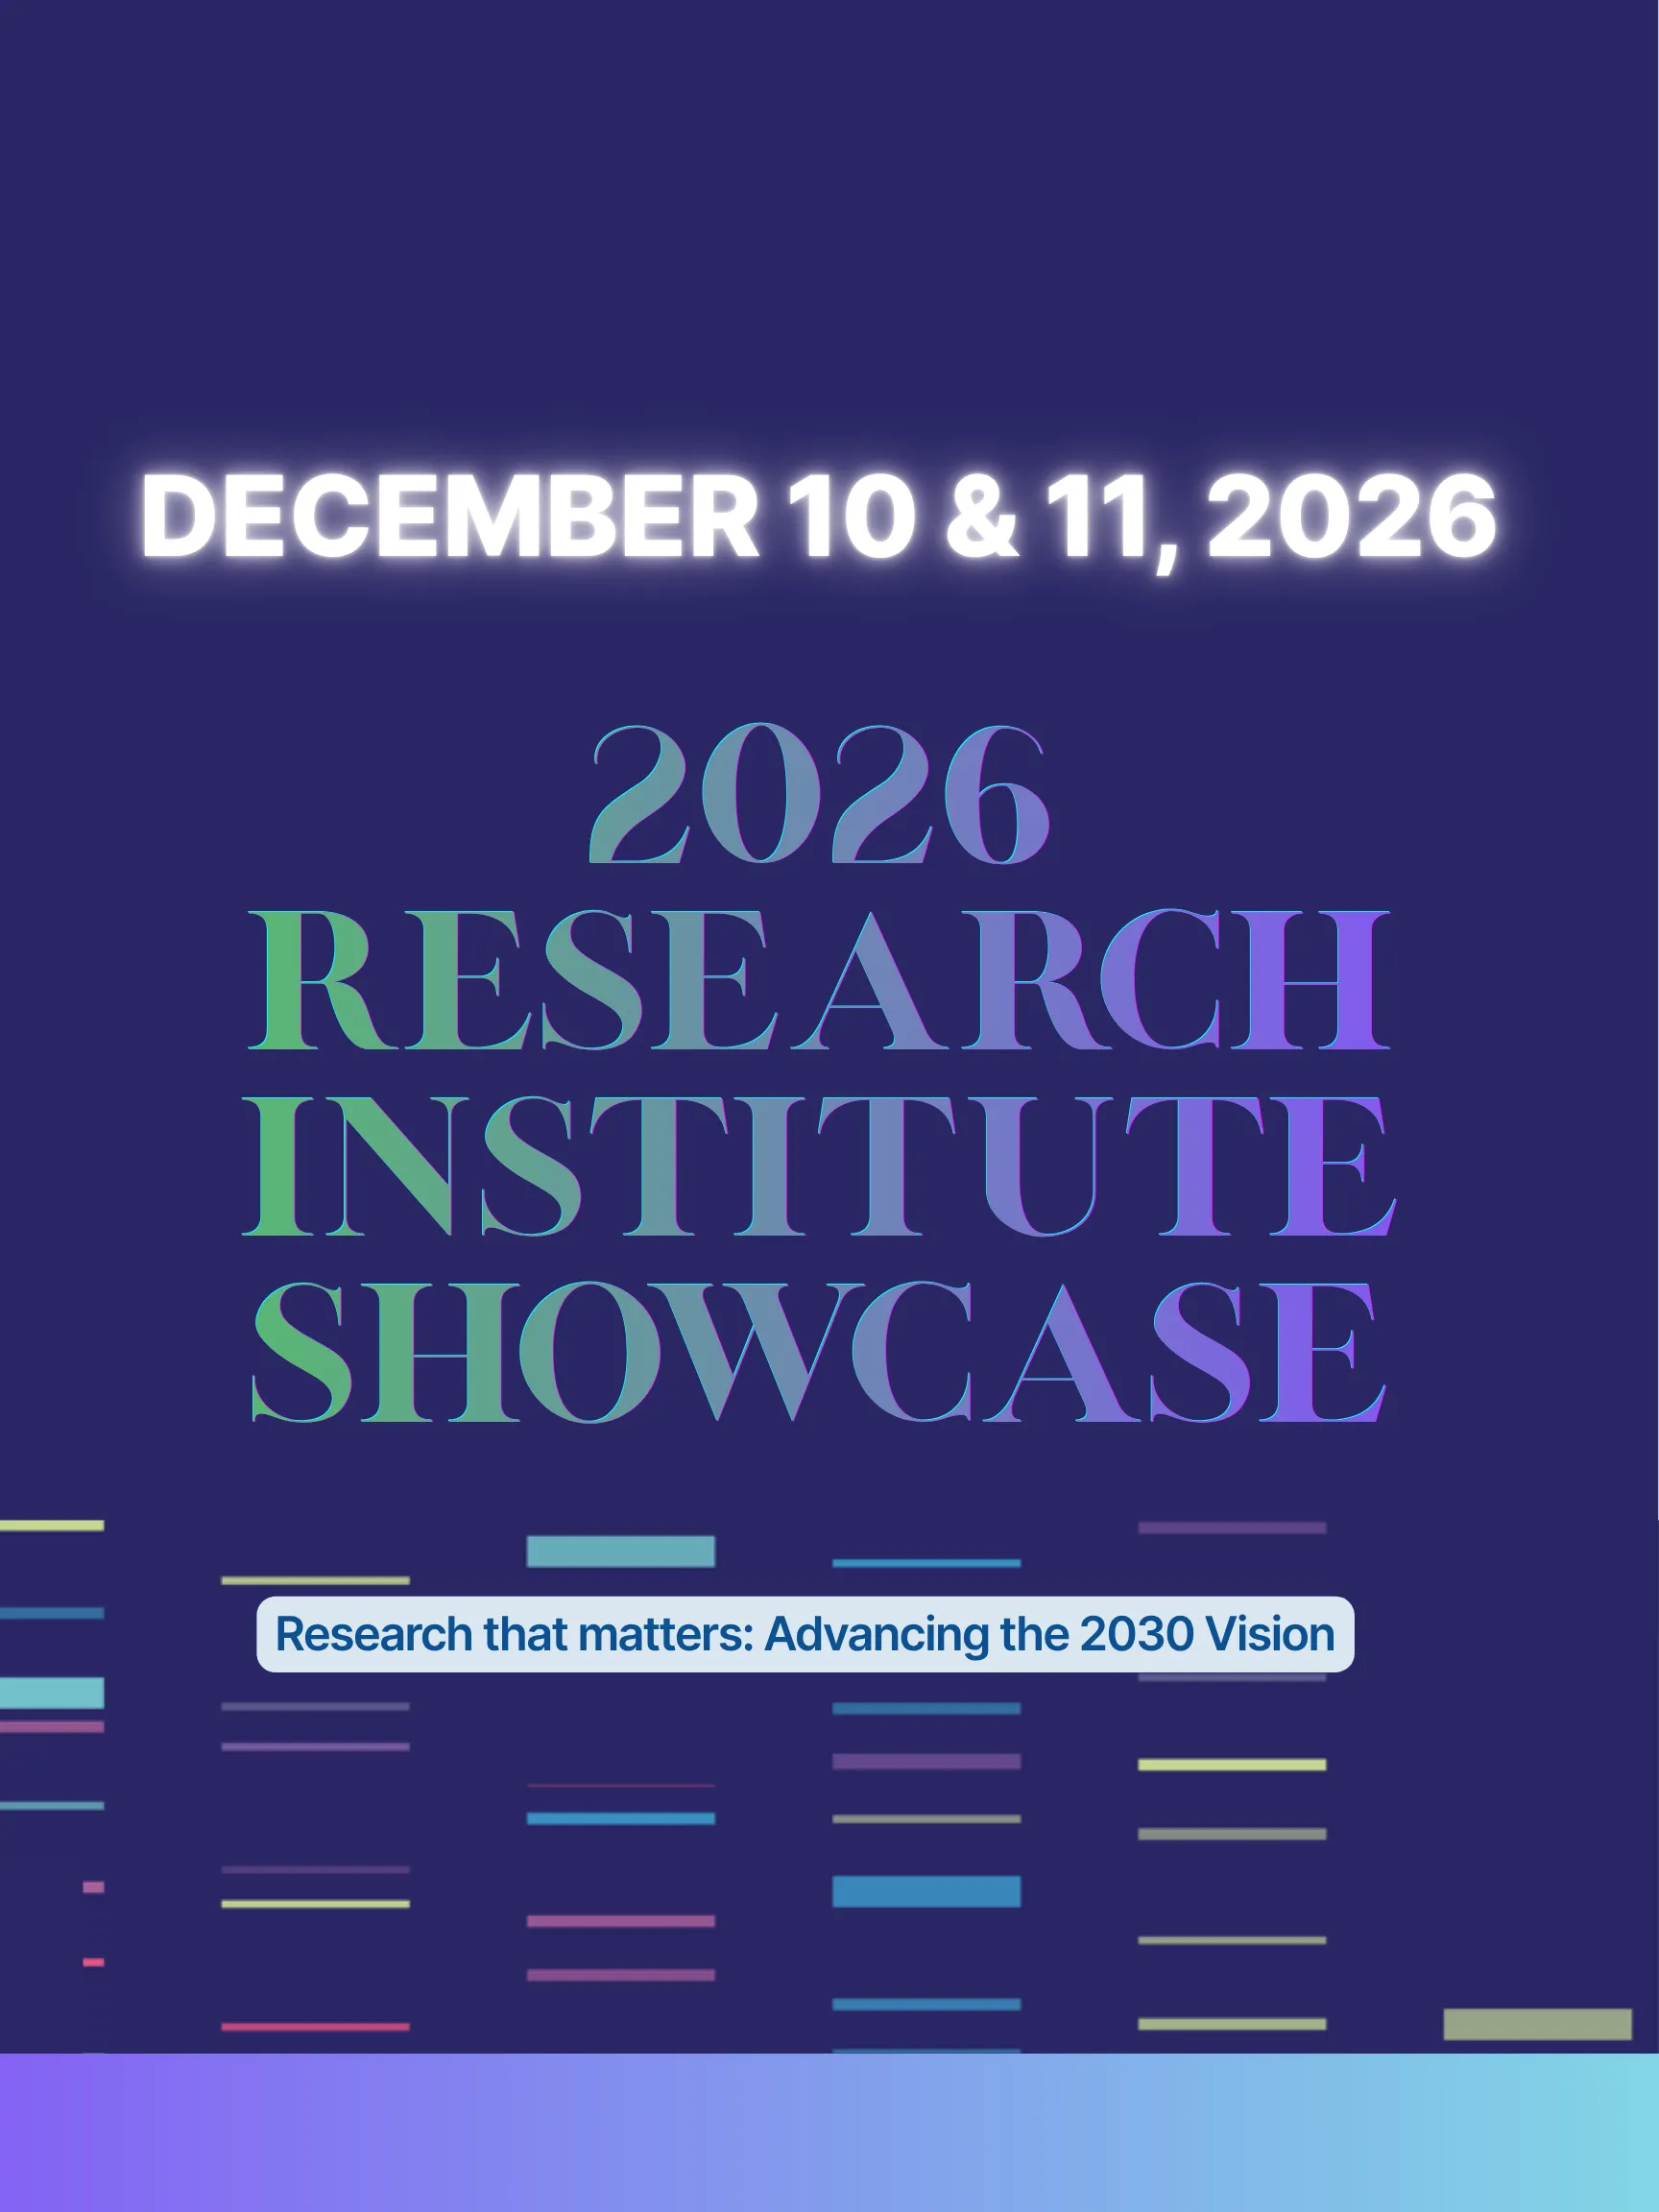 DECEMBER 10 & 11, 2026
2026
RESEARCH
INSTITUTE
SHOWCASE
Research that matters: Advancing the 2030 Vision